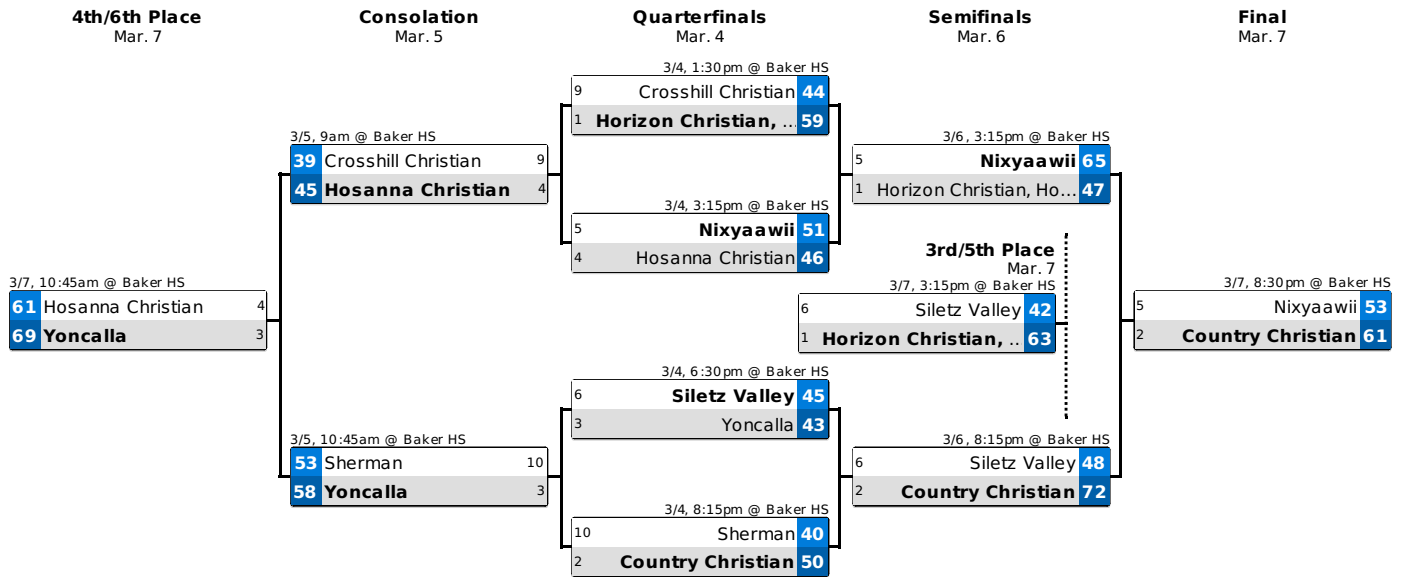 4th/6th Place
Mar. 7
Consolation
Mar. 5
Quarterfinals
Mar. 4
Semifinals
Mar. 6
Final
Mar. 7
3/7, 10:45am @ Baker HS
61 Hosanna Christian 4
69 Yoncalla 3
3/5, 9am @ Baker HS
39 Crosshill Christian 9
45 Hosanna Christian 4
3/5, 10:45am @ Baker HS
53 Sherman 10
58 Yoncalla 3
3/4, 1:30pm @ Baker HS
9 Crosshill Christian 44
1 Horizon Christian, ... 59
3/4, 3:15pm @ Baker HS
5 Nixyaawii 51
4 Hosanna Christian 46
3/4, 6:30pm @ Baker HS
6 Siletz Valley 45
3 Yoncalla 43
3/4, 8:15pm @ Baker HS
10 Sherman 40
2 Country Christian 50
3/6, 3:15pm @ Baker HS
5 Nixyaawii 65
1 Horizon Christian, Ho... 47
3rd/5th Place
Mar. 7
3/7, 3:15pm @ Baker HS
6 Siletz Valley 42
1 Horizon Christian, .. 63
3/6, 8:15pm @ Baker HS
6 Siletz Valley 48
2 Country Christian 72
3/7, 8:30pm @ Baker HS
5 Nixyaawii 53
2 Country Christian 61